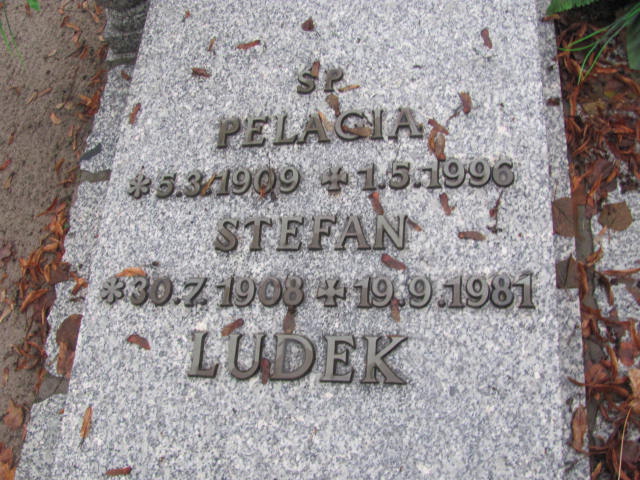 SP
PELAGIA
*5.3.1909 ✝1.5.1996
STEFAN
*30.7.1908 ✝19.9.1981
LUDEK